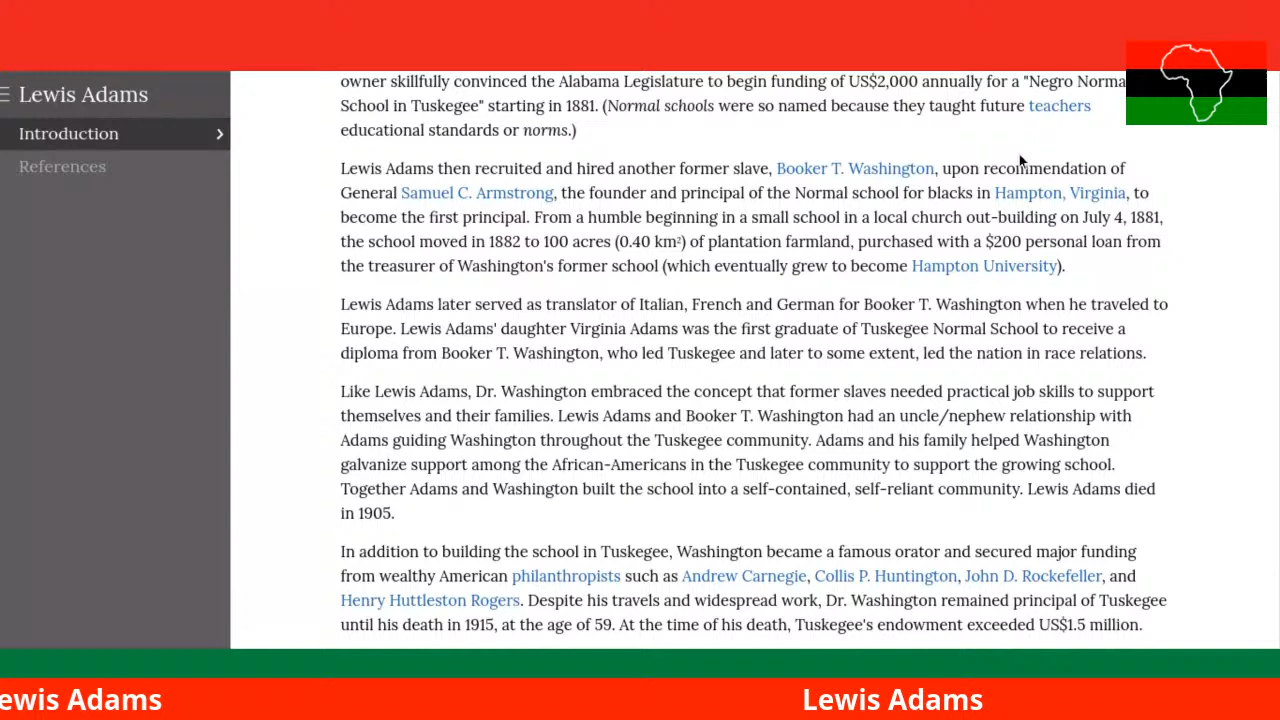 Lewis Adams
Introduction
References
owner skillfully convinced the Alabama Legislature to begin funding of US$2,000 annually for a "Negro Norma
School in Tuskegee" starting in 1881. (Normal schools were so named because they taught future teachers
educational standards or norms.)
Lewis Adams then recruited and hired another former slave, Booker T. Washington, upon recommendation of
General Samuel C. Armstrong, the founder and principal of the Normal school for blacks in Hampton, Virginia, to
become the first principal. From a humble beginning in a small school in a local church out-building on July 4, 1881,
the school moved in 1882 to 100 acres (0.40 km²) of plantation farmland, purchased with a $200 personal loan from
the treasurer of Washington's former school (which eventually grew to become Hampton University).
Lewis Adams later served as translator of Italian, French and German for Booker T. Washington when he traveled to
Europe. Lewis Adams' daughter Virginia Adams was the first graduate of Tuskegee Normal School to receive a
diploma from Booker T. Washington, who led Tuskegee and later to some extent, led the nation in race relations.
Like Lewis Adams, Dr. Washington embraced the concept that former slaves needed practical job skills to support
themselves and their families. Lewis Adams and Booker T. Washington had an uncle/nephew relationship with
Adams guiding Washington throughout the Tuskegee community. Adams and his family helped Washington
galvanize support among the African-Americans in the Tuskegee community to support the growing school.
Together Adams and Washington built the school into a self-contained, self-reliant community. Lewis Adams died
in 1905.
In addition to building the school in Tuskegee, Washington became a famous orator and secured major funding
from wealthy American philanthropists such as Andrew Carnegie, Collis P. Huntington, John D. Rockefeller, and
Henry Huttleston Rogers. Despite his travels and widespread work, Dr. Washington remained principal of Tuskegee
until his death in 1915, at the age of 59. At the time of his death, Tuskegee's endowment exceeded US$1.5 million.
ewis Adams
Lewis Adams